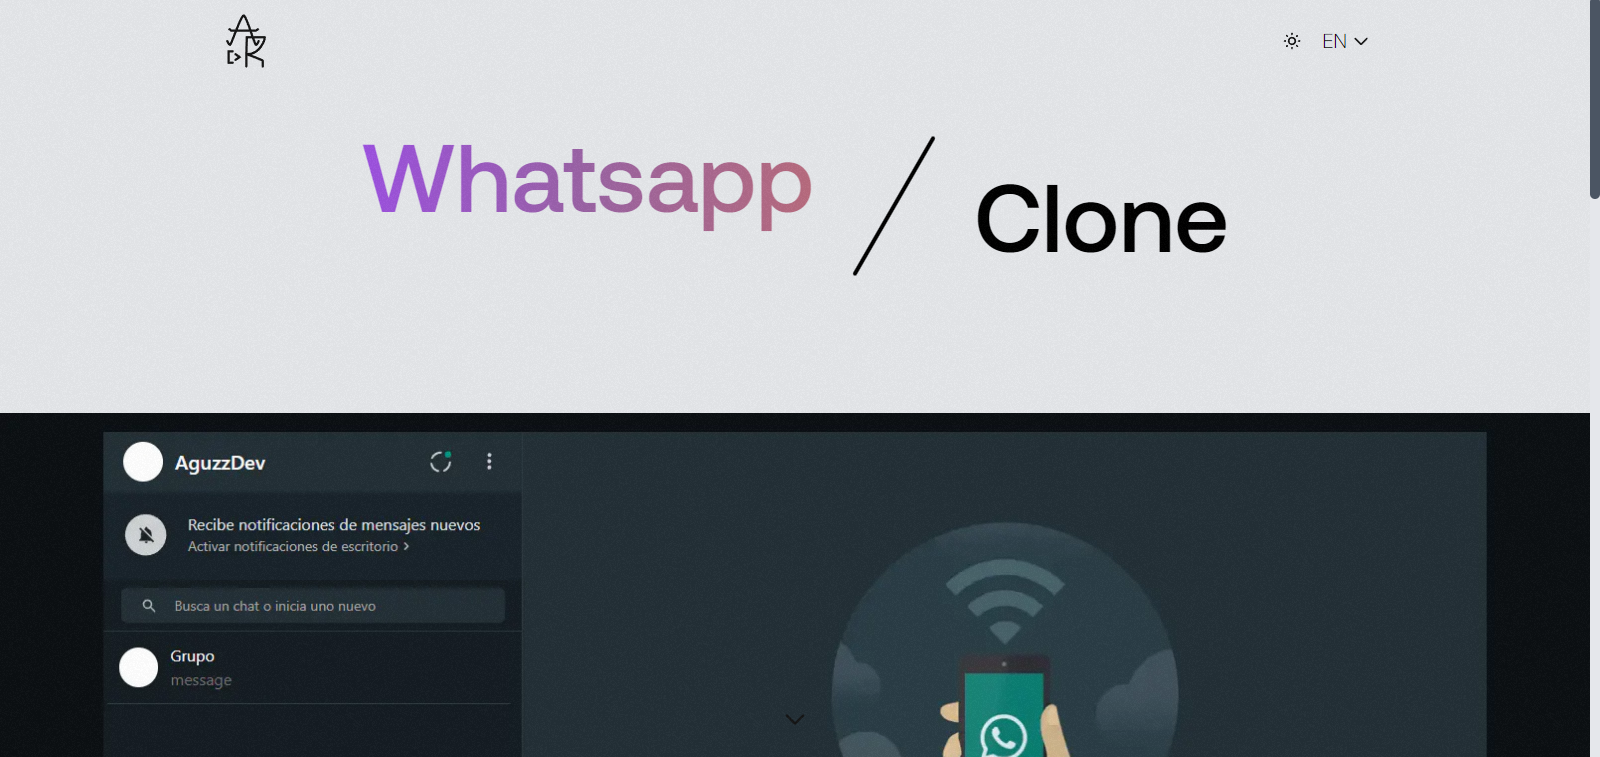 EN
Whatsapp
Clone
AguzzDev
Recibe notificaciones de mensajes nuevos
Activar notificaciones de escritorio >
Busca un chat o inicia uno nuevo
Grupo
message